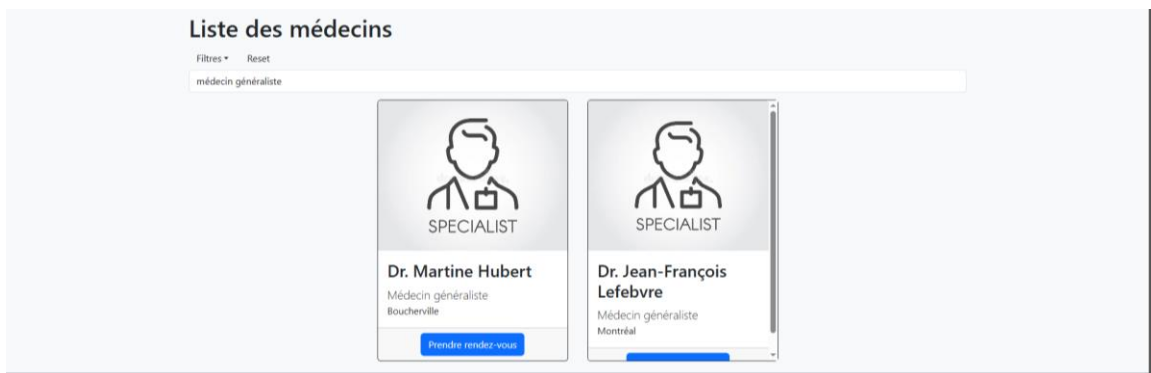 Liste des médecins
Filtres Reset
médecin généraliste
SPECIALIST
Dr. Martine Hubert
Médecin généraliste
Boucherville
Prendre rendez-vous
SPECIALIST
Dr. Jean-François
Lefebvre
Médecin généraliste
Montréal